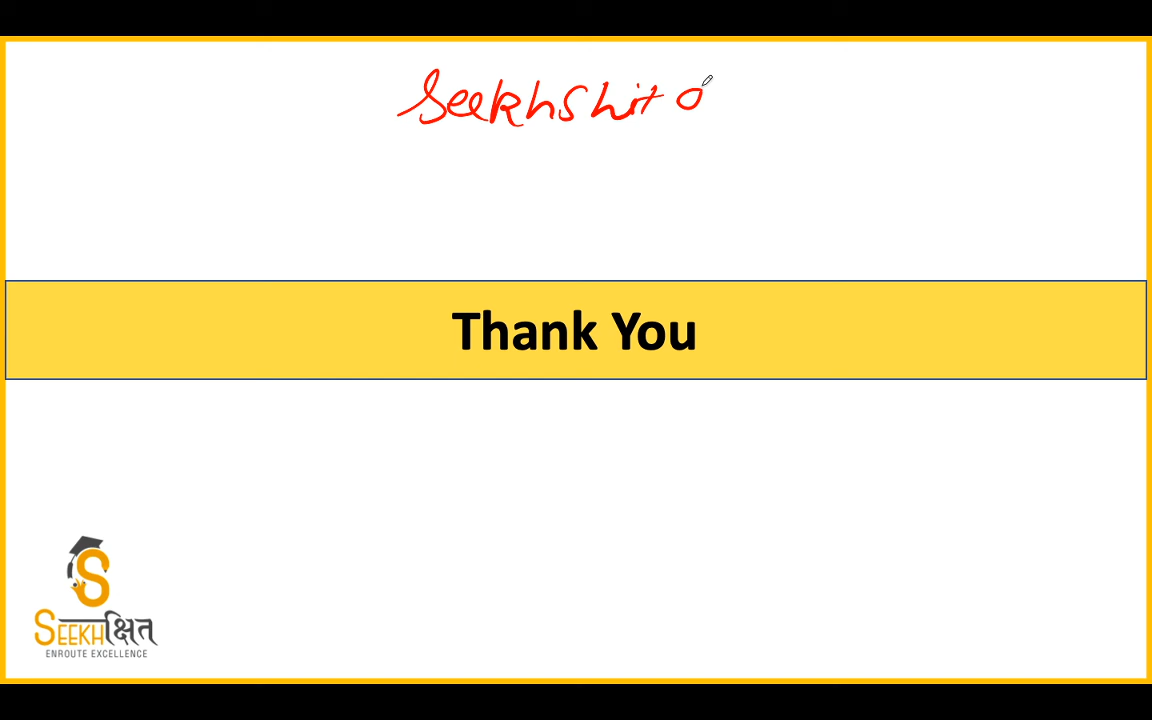 SeekhShit
Thank You
S
SEEKHक्षित
ENROUTE EXCELLENCE